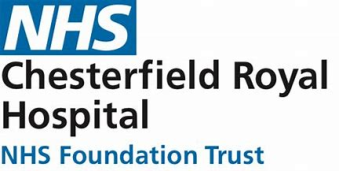 NHS
Chesterfield Royal
Hospital
NHS Foundation Trust